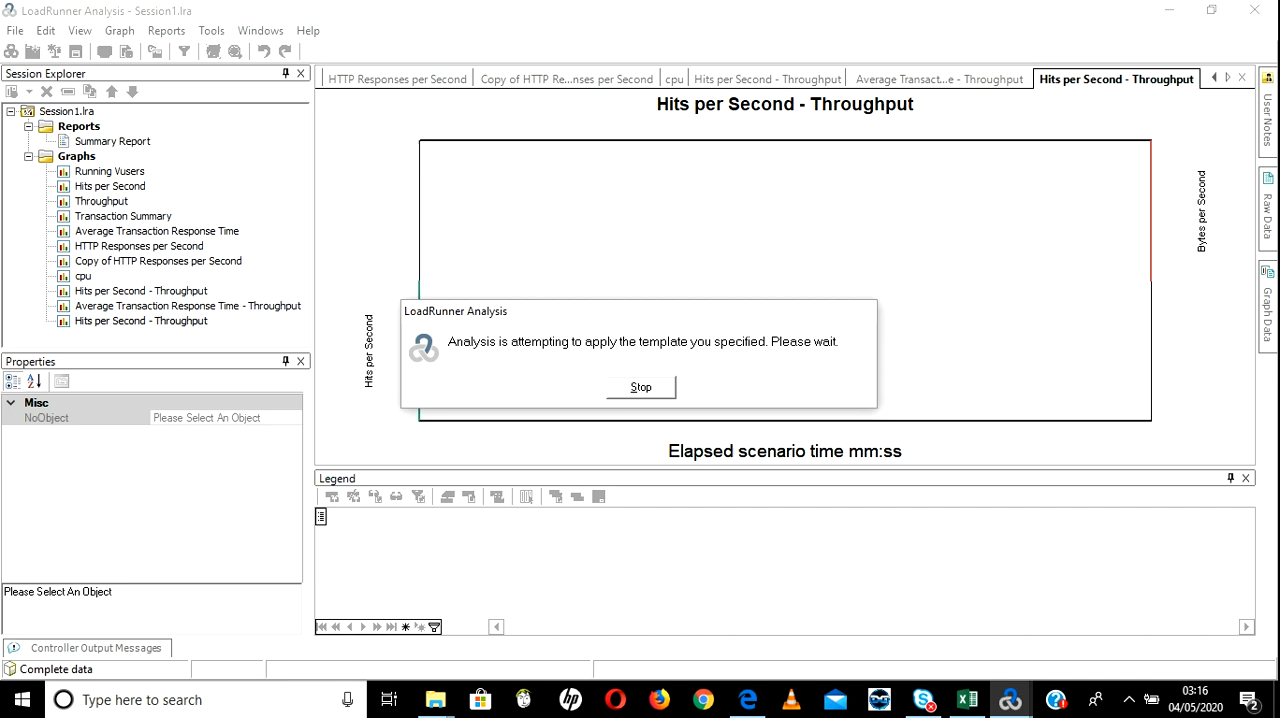 LoadRunner Analysis - Session1.lra
File Edit View Graph Reports Tools Windows Help
Session Explorer
Session1.lra
Reports
Summary Report
Graphs
Running Vusers
Hits per Second
Throughput
Transaction Summary
Average Transaction Response Time
HTTP Responses per Second
Copy of HTTP Responses per Second
cpu
Hits per Second - Throughput
Average Transaction Response Time - Throughput
Hits per Second - Throughput
Properties
Misc
NoObject Please Select An Object
Please Select An Object
Controller Output Messages
Complete data
HTTP Responses per Second Copy of HTTP Re...nses per Second cpu Hits per Second - Throughput Average Transact...e - Throughput Hits per Second - Throughput
Hits per Second - Throughput
Hits per Second
Bytes per Second
LoadRunner Analysis
Analysis is attempting to apply the template you specified. Please wait.
Stop
Elapsed scenario time mm:ss
Legend
User Notes
Raw Data
Graph Data
Type here to search
03:16
04/05/2020
2